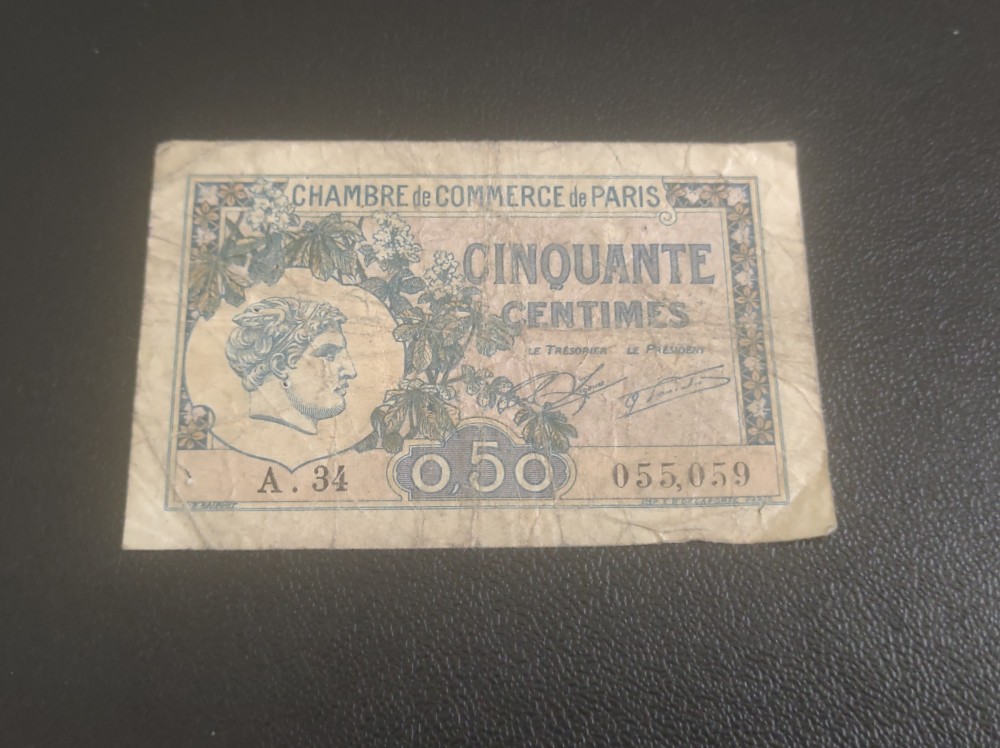 CHAMBRE de COMMERCE de PARIS
CINQUANTE
CENTIMES
LE TRÉSORIER LE PRÉSIDENT
A.34 0,50 055,059